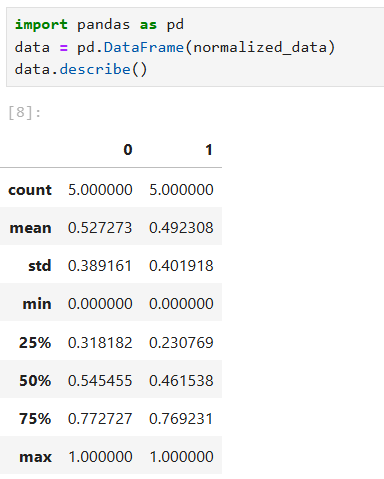 import pandas as pd
data = pd.DataFrame(normalized_data)
data.describe()
[8]:
0 1
count 5.000000 5.000000
mean 0.527273 0.492308
std 0.389161 0.401918
min 0.000000 0.000000
25% 0.318182 0.230769
50% 0.545455 0.461538
75% 0.772727 0.769231
max 1.000000 1.000000